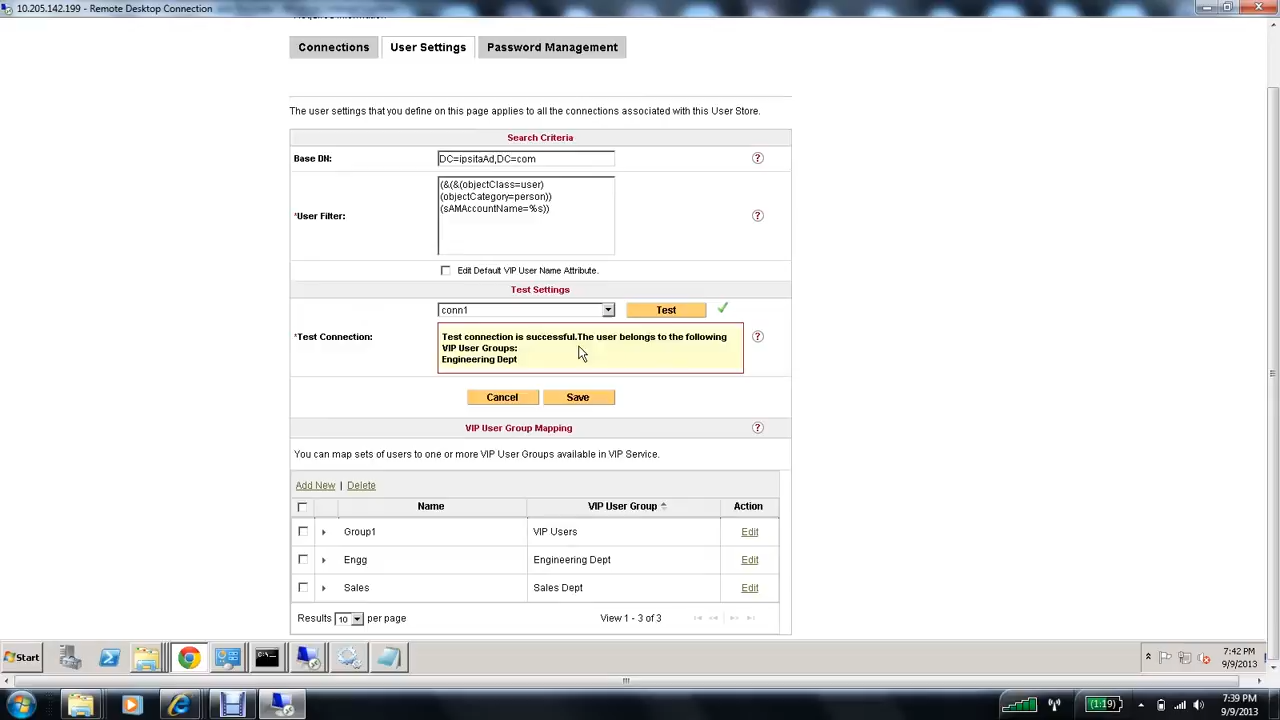 10.205.142.199 - Remote Desktop Connection
Connections
User Settings
Password Management
The user settings that you define on this page applies to all the connections associated with this User Store.
Search Criteria
Base DN:
DC=ipsitaAd,DC=com
?
*User Filter:
(&(&(objectClass=user)
(objectCategory=person))
(sAMAccountName=%s))
?
Edit Default VIP User Name Attribute.
Test Settings
conn1
Test
*Test Connection:
Test connection is successful.The user belongs to the following
VIP User Groups:
Engineering Dept
?
Cancel
Save
VIP User Group Mapping
?
You can map sets of users to one or more VIP User Groups available in VIP Service.
Add New | Delete
Name
VIP User Group
Action
Group1
VIP Users
Edit
Engg
Engineering Dept
Edit
Sales
Sales Dept
Edit
Results 10 per page
View 1 - 3 of 3
Start
7:42 PM
9/9/2013
(1:19)
7:39 PM
9/9/2013